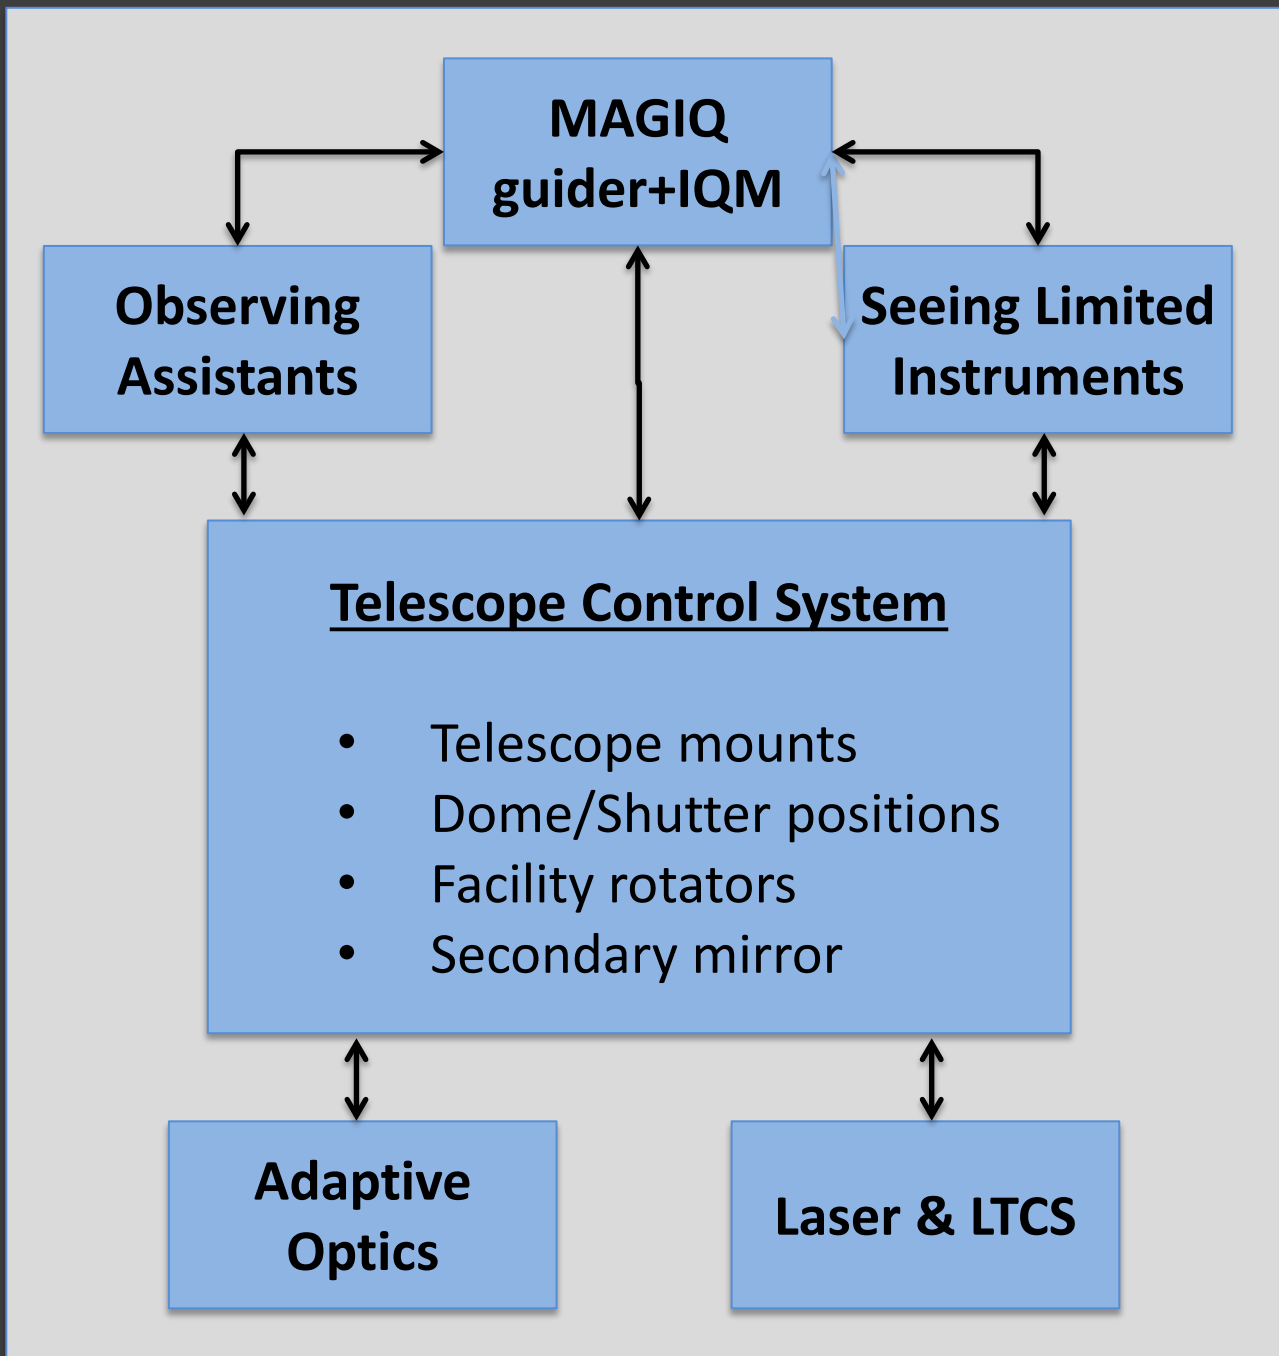 MAGIQ
guider+IQM
Observing
Assistants
Seeing Limited
Instruments
Telescope Control System
• Telescope mounts
• Dome/Shutter positions
• Facility rotators
• Secondary mirror
Adaptive
Optics
Laser & LTCS